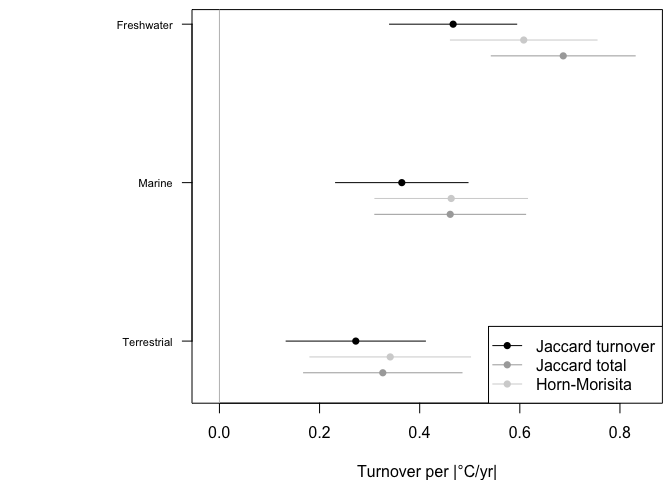 Freshwater
Marine
Terrestrial
Jaccard turnover
Jaccard total
Horn-Morisita
0.0 0.2 0.4 0.6 0.8
Turnover per |°C/yr|